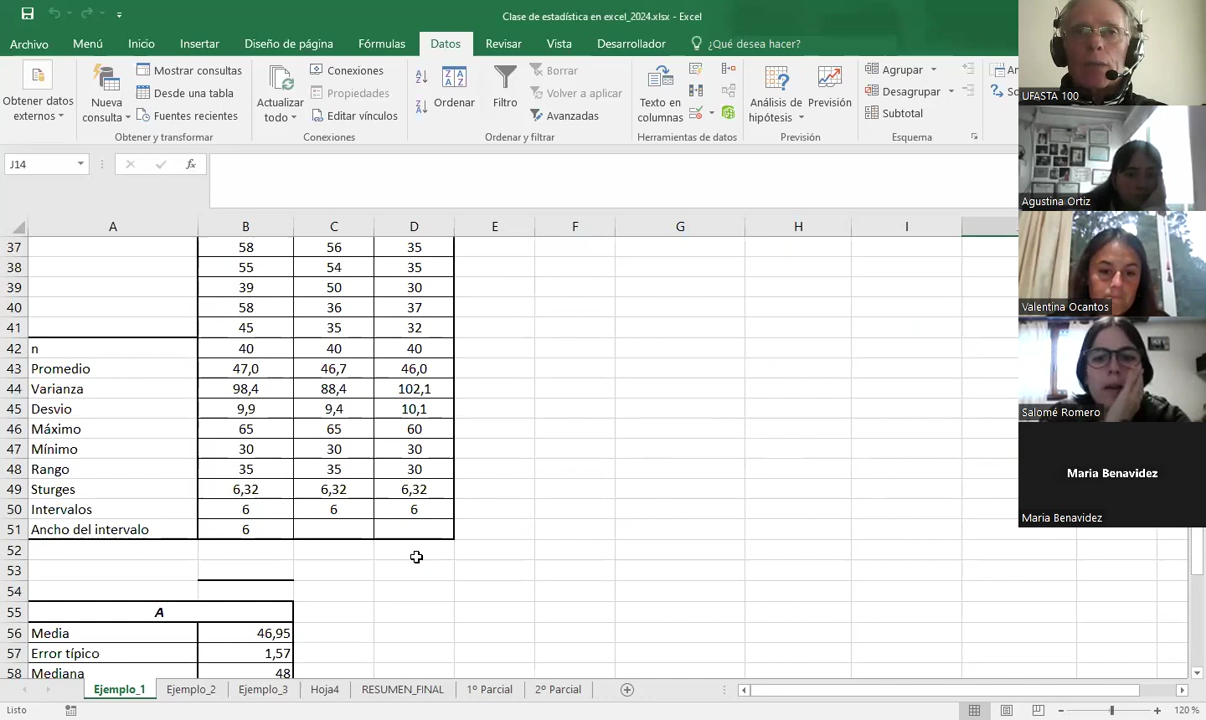 Clase de estadística en excel_2024.xlsx - Excel
Archivo Menú Inicio Insertar Diseño de página Fórmulas Datos Revisar Vista Desarrollador ¿Qué desea hacer?
Obtener datos externos
Nueva consulta
Mostrar consultas
Desde una tabla
Fuentes recientes
Obtener y transformar
Actualizar todo
Conexiones
Propiedades
Editar vínculos
Conexiones
Ordenar
Filtro
Borrar
Volver a aplicar
Avanzadas
Ordenar y filtrar
Texto en columnas
Herramientas de datos
Análisis de hipótesis
Previsión
Previsión
Agrupar
Desagrupar
Subtotal
Esquema
UFASTA 100
Agustina Ortiz
Valentina Ocantos
Salomé Romero
Maria Benavidez
Maria Benavidez
J14 fx
A B C D E F G H I
37 58 56 35
38 55 54 35
39 39 50 30
40 58 36 37
41 45 35 32
42 n 40 40 40
43 Promedio 47,0 46,7 46,0
44 Varianza 98,4 88,4 102,1
45 Desvio 9,9 9,4 10,1
46 Máximo 65 65 60
47 Mínimo 30 30 30
48 Rango 35 35 30
49 Sturges 6,32 6,32 6,32
50 Intervalos 6 6 6
51 Ancho del intervalo 6
52
53
54
55 A
56 Media 46,95
57 Error típico 1,57
58 Mediana 48
Ejemplo_1 Ejemplo_2 Ejemplo_3 Hoja4 RESUMEN_FINAL 1º Parcial 2º Parcial
Listo 120 %